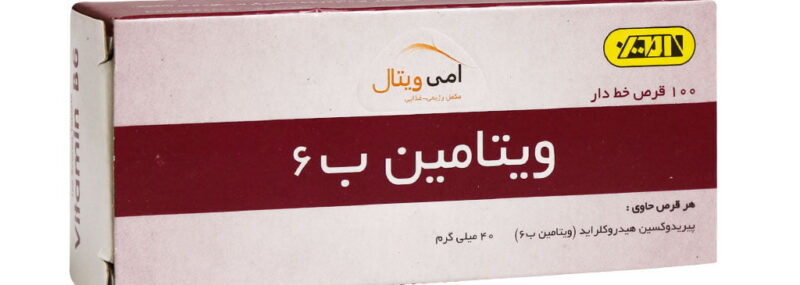 امی ویتال
مکمل رژیمی-غذایی
۱۰۰ قرص خط دار
ویتامین ب ۶
هر قرص حاوی :
پیریدوکسین هیدروکلراید (ویتامین ب۶) ۴۰ میلی گرم
Vitamin B6